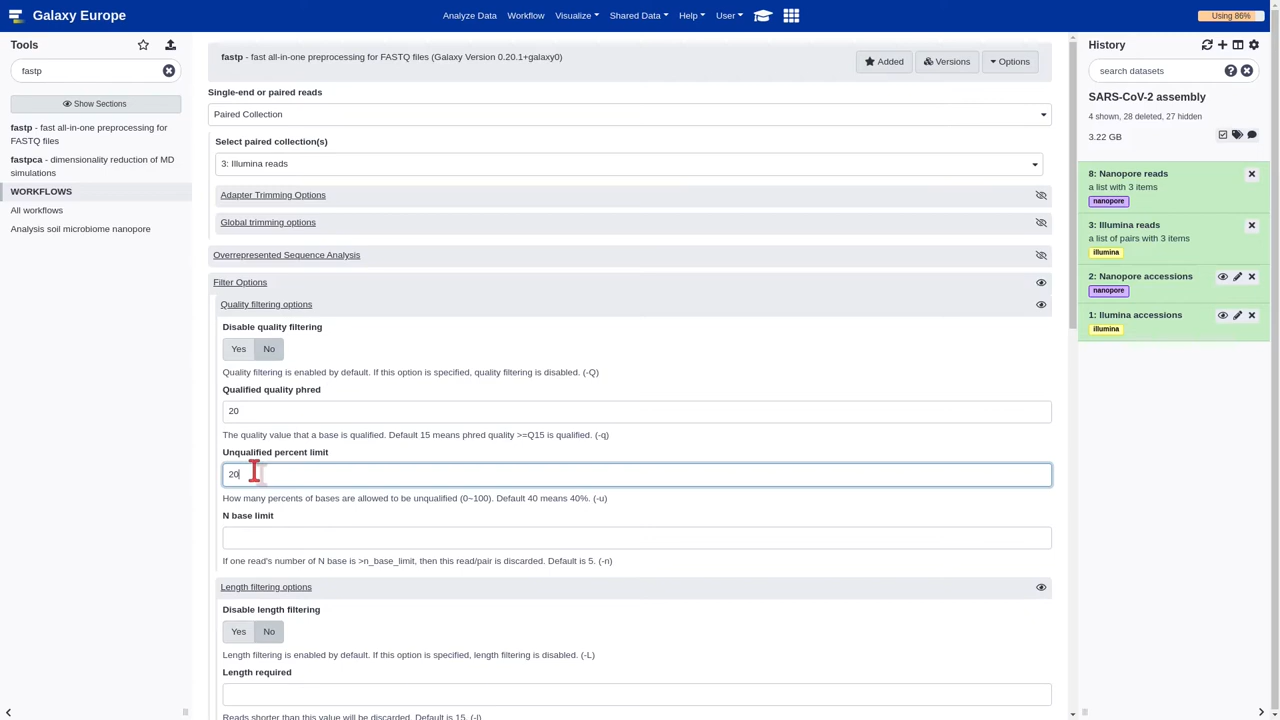 Galaxy Europe
Analyze Data Workflow Visualize Shared Data Help User
Using 86%
Tools
fastp
Show Sections
fastp - fast all-in-one preprocessing for
FASTQ files
fastpca - dimensionality reduction of MD
simulations
WORKFLOWS
All workflows
Analysis soil microbiome nanopore
fastp - fast all-in-one preprocessing for FASTQ files (Galaxy Version 0.20.1+galaxy0)
Added
Versions
Options
Single-end or paired reads
Paired Collection
Select paired collection(s)
3: Illumina reads
Adapter Trimming Options
Global trimming options
Overrepresented Sequence Analysis
Filter Options
Quality filtering options
Disable quality filtering
Yes No
Quality filtering is enabled by default. If this option is specified, quality filtering is disabled. (-Q)
Qualified quality phred
20
The quality value that a base is qualified. Default 15 means phred quality >=Q15 is qualified. (-q)
Unqualified percent limit
20
How many percents of bases are allowed to be unqualified (0~100). Default 40 means 40%. (-u)
N base limit
If one read's number of N base is >n_base_limit, then this read/pair is discarded. Default is 5. (-n)
Length filtering options
Disable length filtering
Yes No
Length filtering is enabled by default. If this option is specified, length filtering is disabled. (-L)
Length required
Reads shorter than this value will be discarded. Default is 15. (-l)
History
search datasets
SARS-CoV-2 assembly
4 shown, 28 deleted, 27 hidden
3.22 GB
8: Nanopore reads
a list with 3 items
nanopore
3: Illumina reads
a list of pairs with 3 items
illumina
2: Nanopore accessions
nanopore
1: Ilumina accessions
illumina